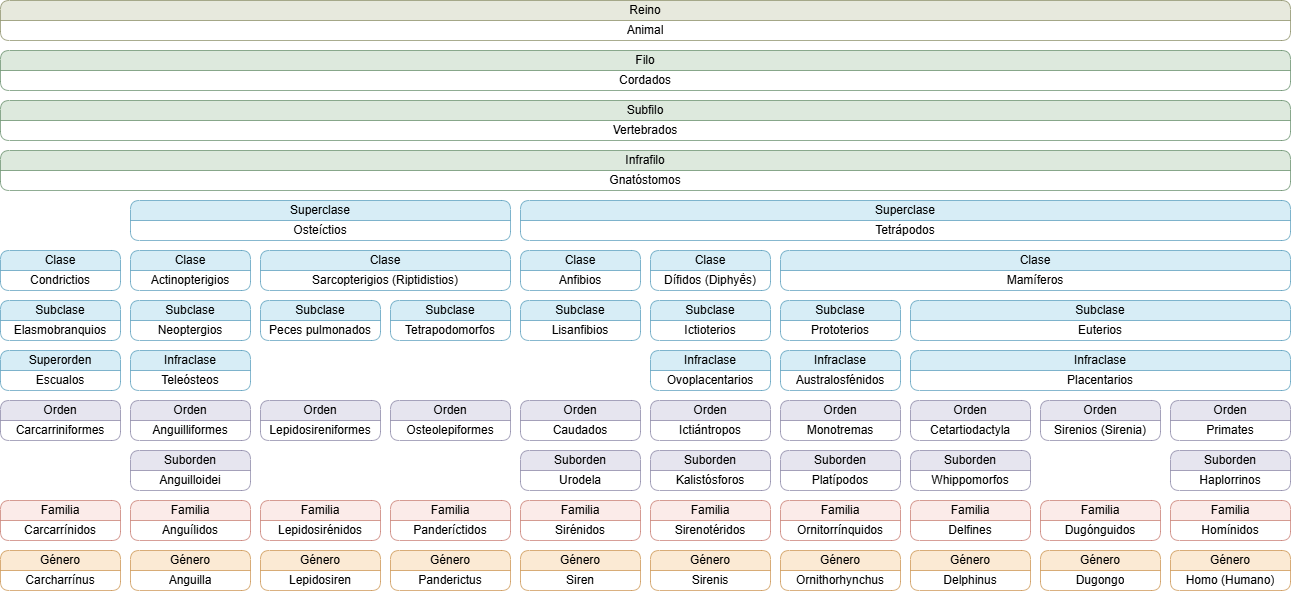 Reino
Animal
Filo
Cordados
Subfilo
Vertebrados
Infrafilo
Gnatóstomos
Superclase Superclase
Osteíctios Tetrápodos
Clase Clase Clase Clase Clase Clase
Condrictios Actinopterigios Sarcopterigios (Riptidistios) Anfibios Dífidos (Diphyēs) Mamíferos
Subclase Subclase Subclase Subclase Subclase Subclase Subclase Subclase
Elasmobranquios Neoptergios Peces pulmonados Tetrapodomorfos Lisanfibios Ictioterios Prototerios Euterios
Superorden Infraclase Infraclase Infraclase Infraclase
Escualos Teleósteos Ovoplacentarios Australosfénidos Placentarios
Orden Orden Orden Orden Orden Orden Orden Orden Orden Orden
Carcarriniformes Anguilliformes Lepidosireniformes Osteolepiformes Caudados Ictiántropos Monotremas Cetartiodactyla Sirenios (Sirenia) Primates
Suborden Suborden Suborden Suborden Suborden Suborden
Anguilloidei Urodela Kalistósforos Platípodos Whippomorfos Haplorrinos
Familia Familia Familia Familia Familia Familia Familia Familia Familia Familia
Carcarrínidos Anguílidos Lepidosirénidos Panderíctidos Sirénidos Sirenotéridos Ornitorrínquidos Delfines Dugónguidos Homínidos
Género Género Género Género Género Género Género Género Género Género
Carcharrínus Anguilla Lepidosiren Panderictus Siren Sirenis Ornithorhynchus Delphinus Dugongo Homo (Humano)